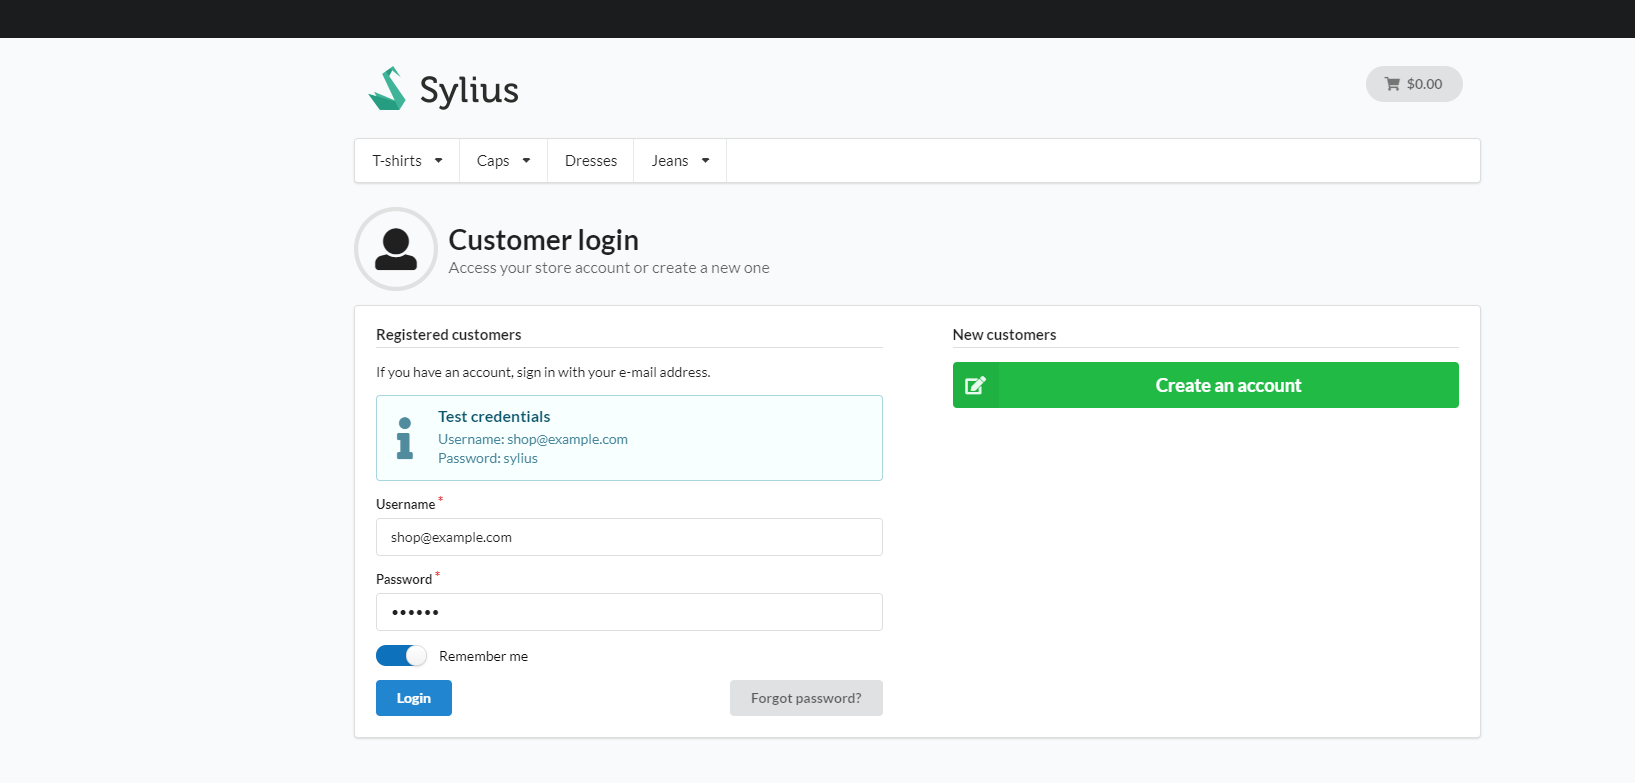 Sylius
$0.00
T-shirts Caps Dresses Jeans
Customer login
Access your store account or create a new one
Registered customers
If you have an account, sign in with your e-mail address.
Test credentials
Username: shop@example.com
Password: sylius
Username *
shop@example.com
Password *
••••••
Remember me
Login Forgot password?
New customers
Create an account